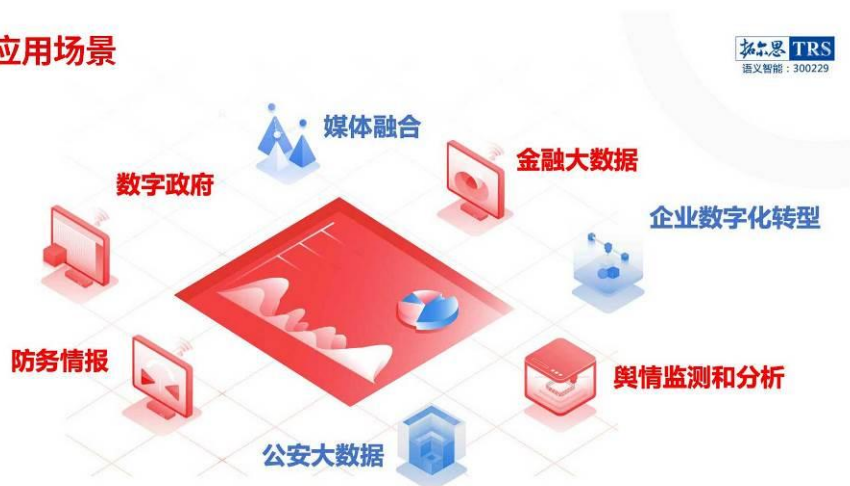 应用场景
拓尔思 TRS
语义智能：300229
媒体融合
金融大数据
数字政府
企业数字化转型
防务情报
舆情监测和分析
公安大数据